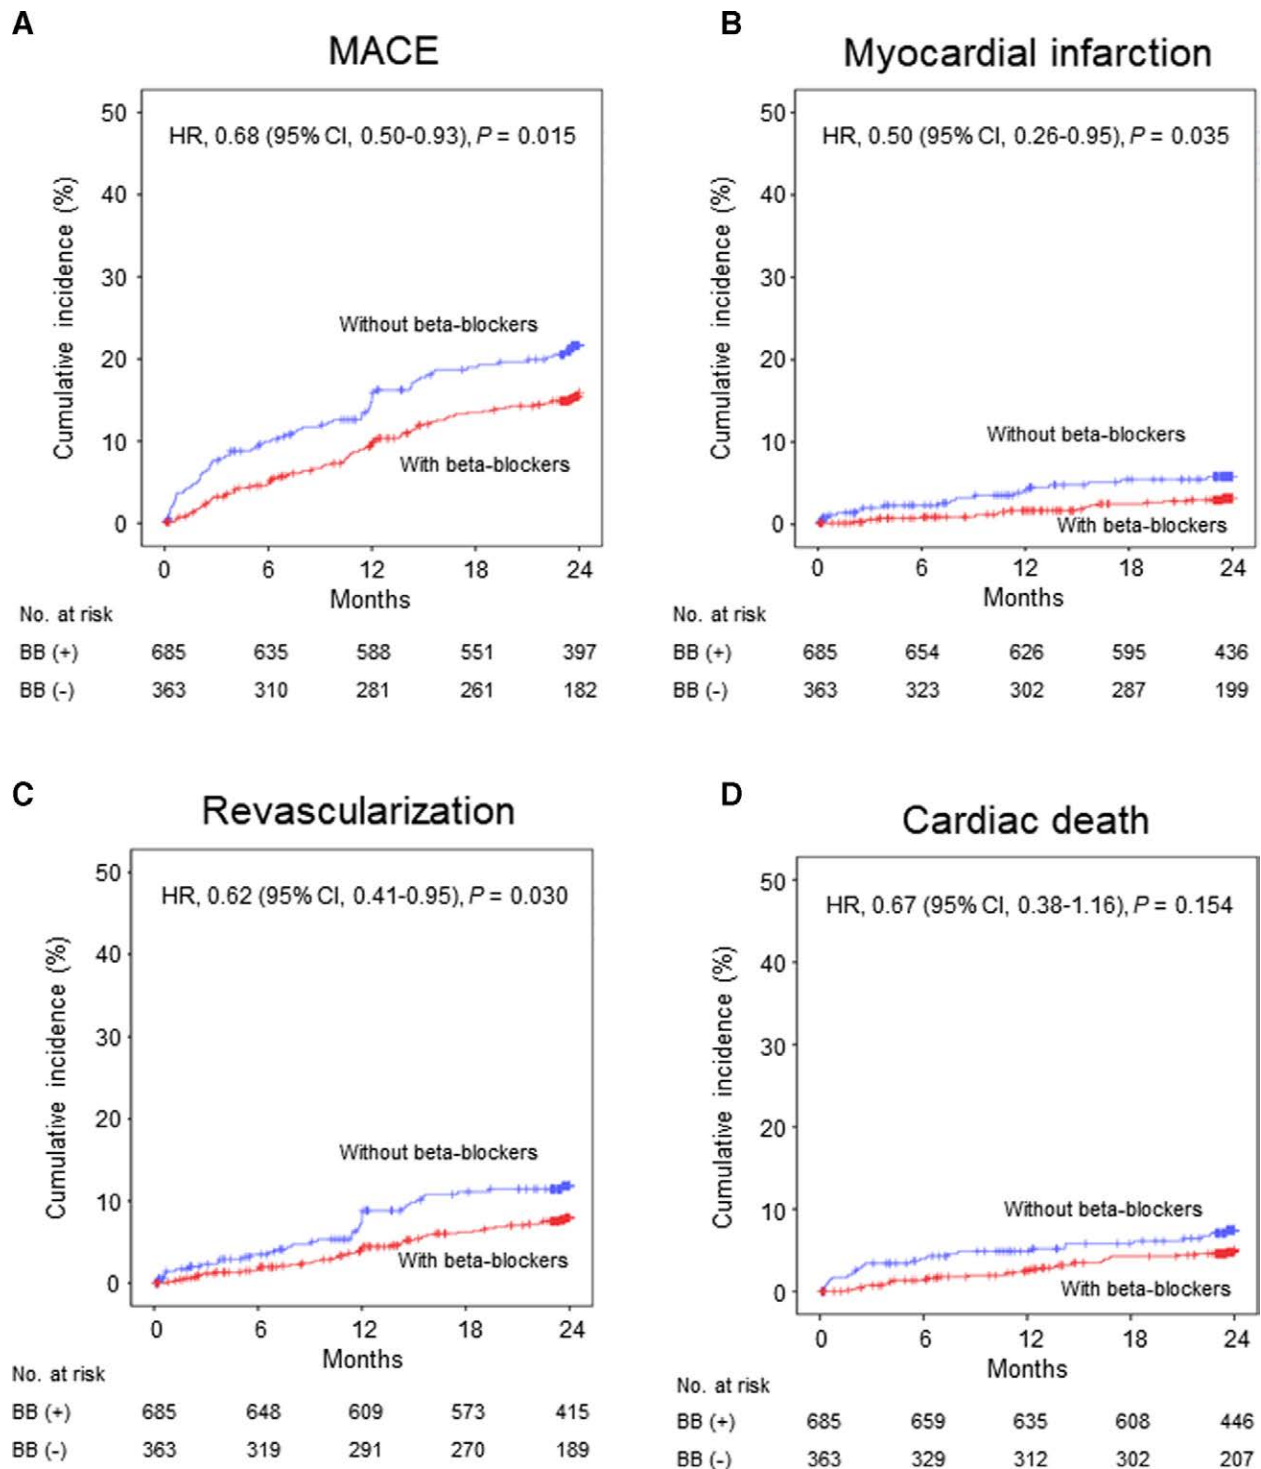 A
MACE
HR, 0.68 (95% CI, 0.50-0.93), P = 0.015
Cumulative incidence (%)
50
40
30
20
10
0
Without beta-blockers
With beta-blockers
0 6 12 18 24
Months
No. at risk
BB (+) 685 635 588 551 397
BB (-) 363 310 281 261 182
B
Myocardial infarction
HR, 0.50 (95% CI, 0.26-0.95), P = 0.035
Cumulative incidence (%)
50
40
30
20
10
0
Without beta-blockers
With beta-blockers
0 6 12 18 24
Months
No. at risk
BB (+) 685 654 626 595 436
BB (-) 363 323 302 287 199
C
Revascularization
HR, 0.62 (95% CI, 0.41-0.95), P = 0.030
Cumulative incidence (%)
50
40
30
20
10
0
Without beta-blockers
With beta-blockers
0 6 12 18 24
Months
No. at risk
BB (+) 685 648 609 573 415
BB (-) 363 319 291 270 189
D
Cardiac death
HR, 0.67 (95% CI, 0.38-1.16), P = 0.154
Cumulative incidence (%)
50
40
30
20
10
0
Without beta-blockers
With beta-blockers
0 6 12 18 24
Months
No. at risk
BB (+) 685 659 635 608 446
BB (-) 363 329 312 302 207